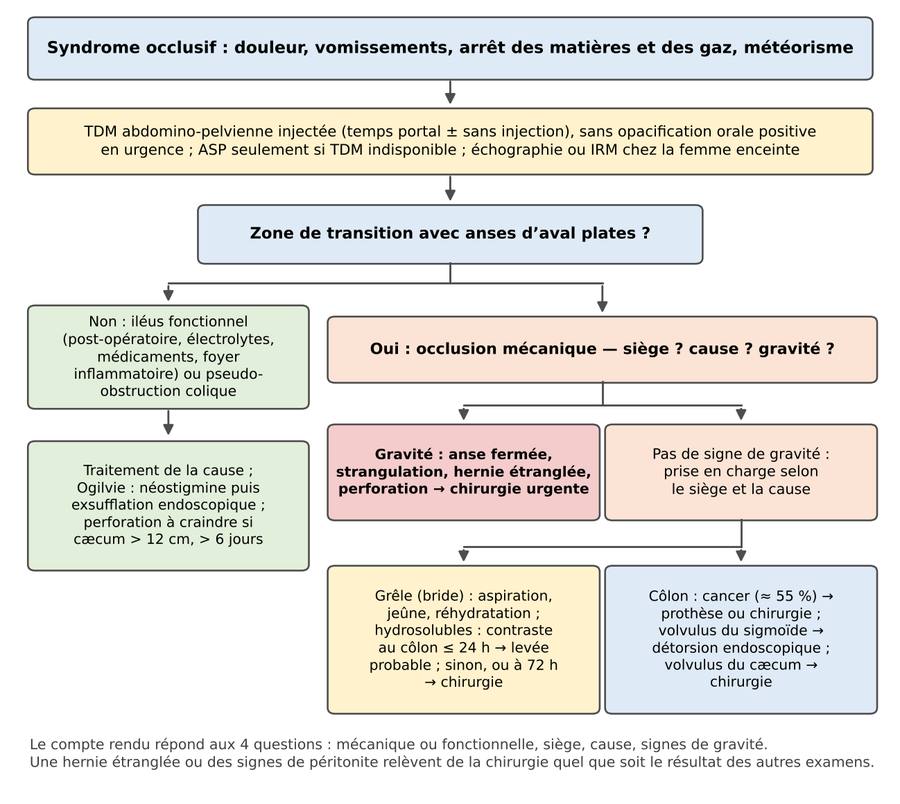 Syndrome occlusif : douleur, vomissements, arrêt des matières et des gaz, météorisme
TDM abdomino-pelvienne injectée (temps portal ± sans injection), sans opacification orale positive
en urgence ; ASP seulement si TDM indisponible ; échographie ou IRM chez la femme enceinte
Zone de transition avec anses d’aval plates ?
Non : iléus fonctionnel
(post-opératoire, électrolytes,
médicaments, foyer
inflammatoire) ou pseudo-
obstruction colique
Oui : occlusion mécanique — siège ? cause ? gravité ?
Traitement de la cause ;
Ogilvie : néostigmine puis
exsufflation endoscopique ;
perforation à craindre si
cæcum > 12 cm, > 6 jours
Gravité : anse fermée,
strangulation, hernie étranglée,
perforation → chirurgie urgente
Pas de signe de gravité :
prise en charge selon
le siège et la cause
Grêle (bride) : aspiration,
jeûne, réhydratation ;
hydrosolubles : contraste
au côlon ≤ 24 h → levée
probable ; sinon, ou à 72 h
→ chirurgie
Côlon : cancer (≈ 55 %) →
prothèse ou chirurgie ;
volvulus du sigmoïde →
détorsion endoscopique ;
volvulus du cæcum →
chirurgie
Le compte rendu répond aux 4 questions : mécanique ou fonctionnelle, siège, cause, signes de gravité.
Une hernie étranglée ou des signes de péritonite relèvent de la chirurgie quel que soit le résultat des autres examens.